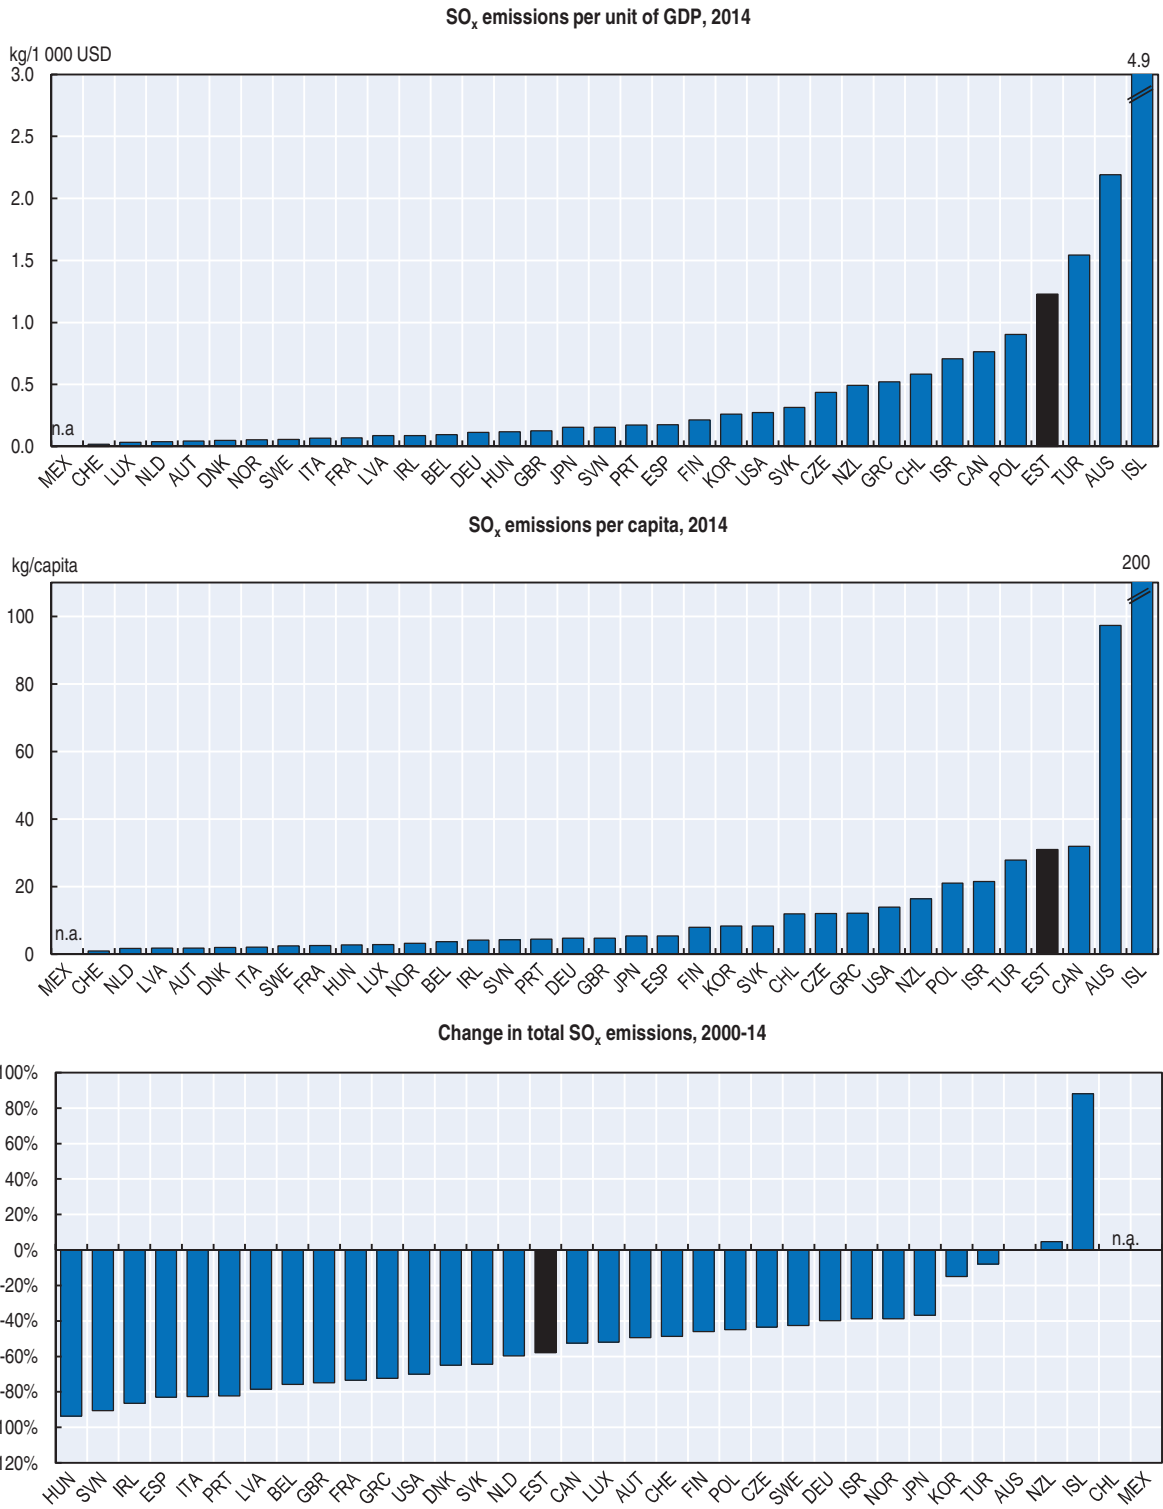 SOx emissions per unit of GDP, 2014
kg/1 000 USD
4.9
3.0
2.5
2.0
1.5
1.0
0.5
0.0
n.a
MEX CHE LUX NLD AUT DNK NOR SWE ITA FRA LVA IRL BEL DEU HUN GBR JPN SVN PRT ESP FIN KOR USA SVK CZE NZL GRC CHL ISR CAN POL EST TUR AUS ISL
SOx emissions per capita, 2014
kg/capita
200
100
80
60
40
20
0
n.a.
MEX CHE NLD LVA AUT DNK ITA SWE FRA HUN LUX NOR BEL IRL SVN PRT DEU GBR JPN ESP FIN KOR SVK CHL CZE GRC USA NZL POL ISR TUR EST CAN AUS ISL
Change in total SOx emissions, 2000-14
100%
80%
60%
40%
20%
0%
n.a.
-20%
-40%
-60%
-80%
100%
120%
HUN SVN IRL ESP ITA PRT LVA BEL GBR FRA GRC USA DNK SVK NLD EST CAN LUX AUT CHE FIN POL CZE SWE DEU ISR NOR JPN KOR TUR AUS NZL ISL CHL MEX